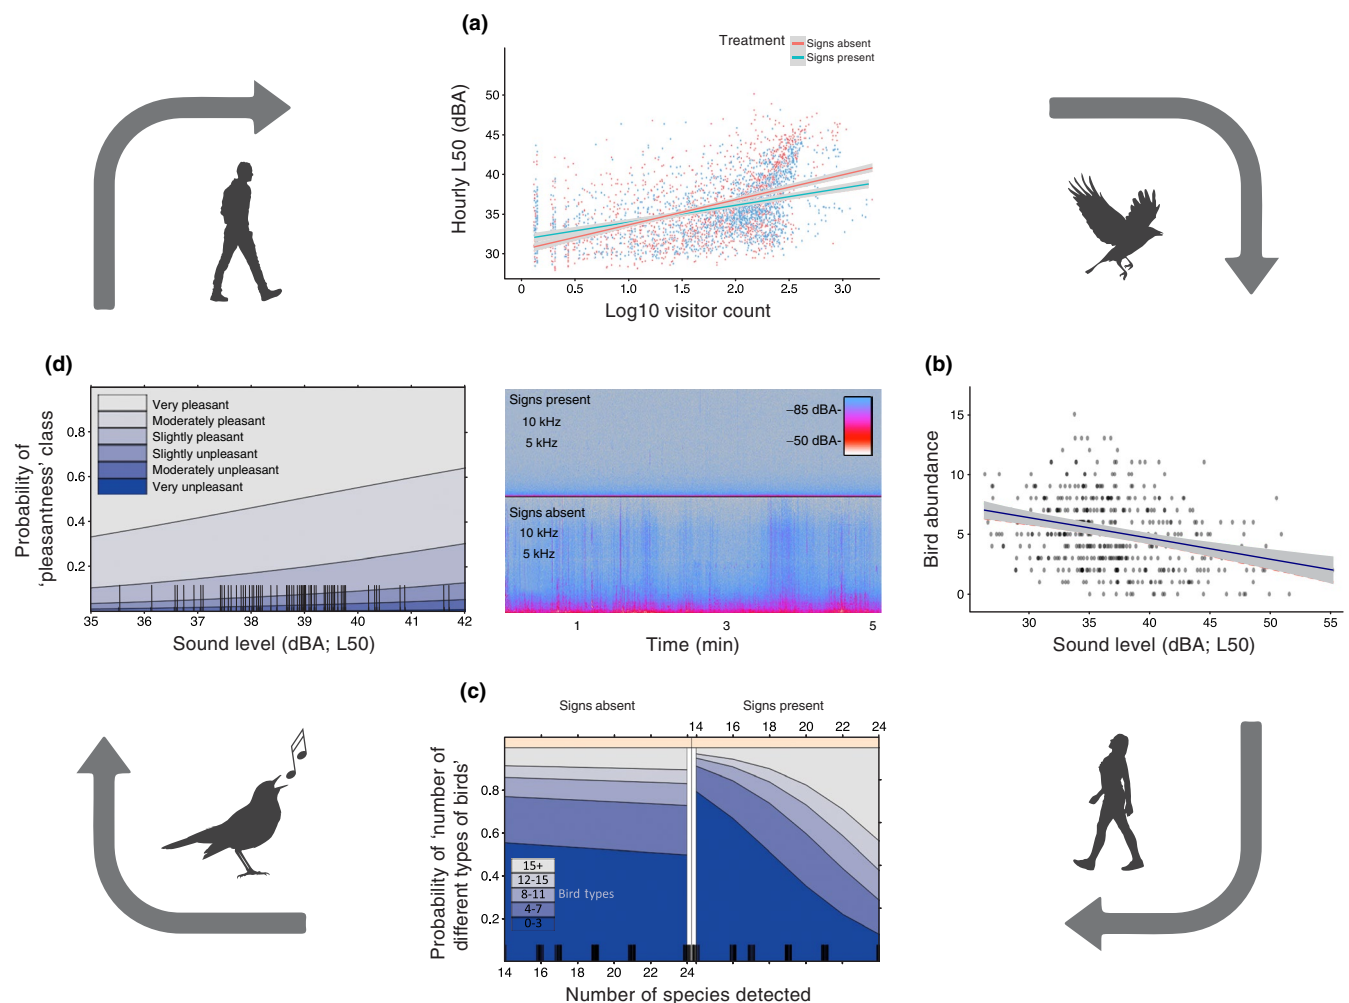 (a)
Treatment
Signs absent
Signs present
Hourly L50 (dBA)
50
45
40
35
30
0 0.5 1.0 1.5 2.0 2.5 3.0
Log10 visitor count
(d)
Probability of
'pleasantness' class
0.8
0.6
0.4
0.2
Very pleasant
Moderately pleasant
Slightly pleasant
Slightly unpleasant
Moderately unpleasant
Very unpleasant
35 36 37 38 39 40 41 42
Sound level (dBA; L50)
Signs present
10 kHz
5 kHz
–85 dBA-
–50 dBA-
Signs absent
10 kHz
5 kHz
1 3 5
Time (min)
(b)
Bird abundance
15
10
5
0
30 35 40 45 50 55
Sound level (dBA; L50)
(c)
Signs absent
Signs present
14 16 18 20 22 24
Probability of 'number of
different types of birds'
0.8
0.6
0.4
0.2
15+
12-15
8-11
4-7
0-3
Bird types
14 16 18 20 22 24
Number of species detected